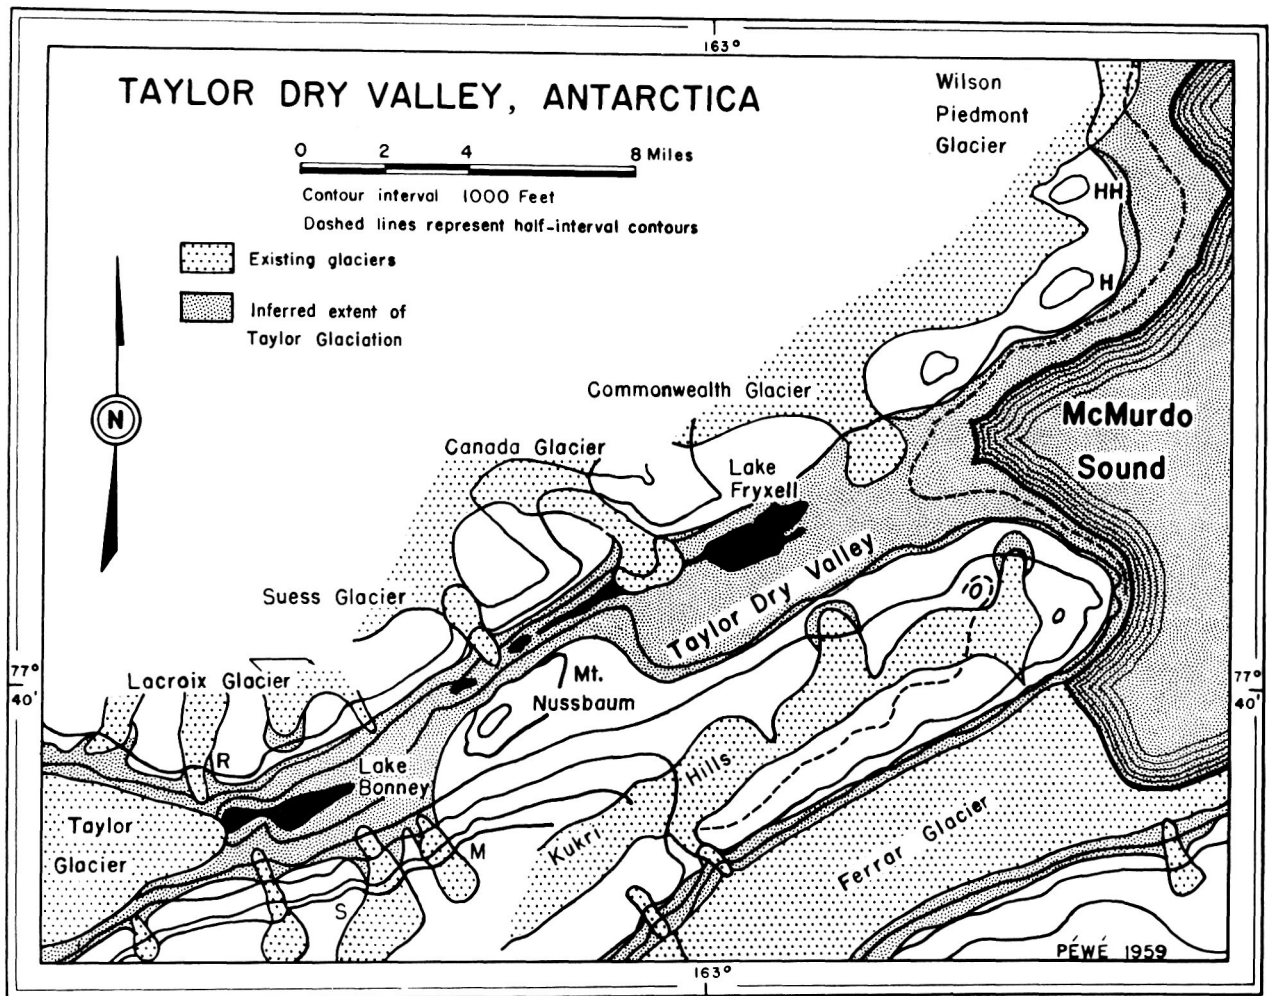 163°
TAYLOR DRY VALLEY, ANTARCTICA
Wilson
Piedmont
Glacier
0 2 4 8 Miles
Contour interval 1000 Feet
Dashed lines represent half-interval contours
HH
Existing glaciers
H
Inferred extent of
Taylor Glaciation
Commonwealth Glacier
McMurdo
Sound
N
Canada Glacier
Lake
Fryxell
Taylor Dry Valley
Suess Glacier
77°
40'
Lacroix Glacier
Mt.
Nussbaum
77°
40'
R
Lake
Bonney
Kukri Hills
Taylor
Glacier
M
Ferrar Glacier
S
PÉWÉ 1959
163°